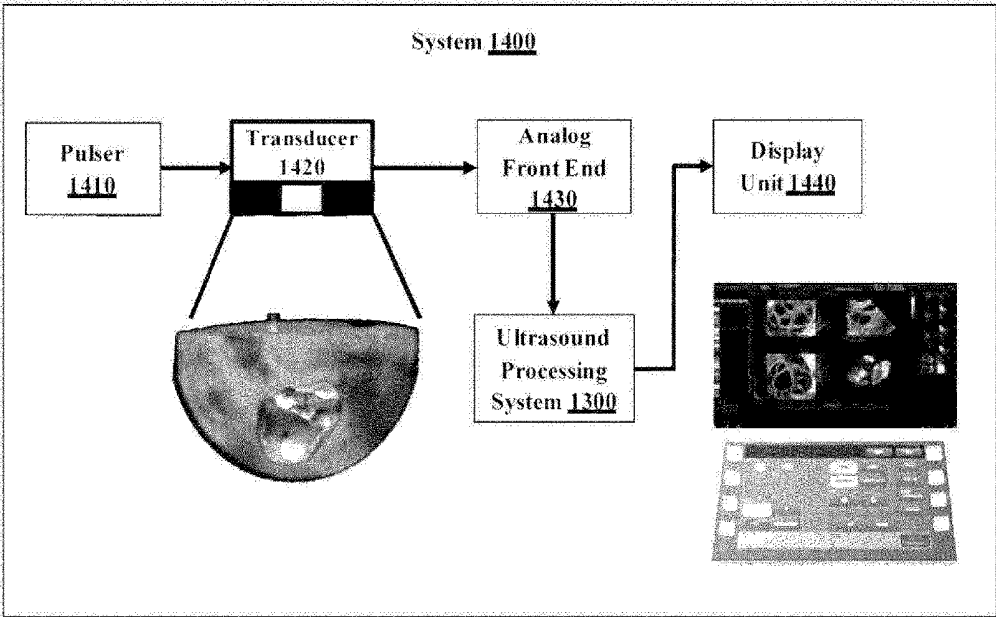 System 1400
Pulser
1410
Transducer
1420
Analog
Front End
1430
Display
Unit 1440
Ultrasound
Processing
System 1300